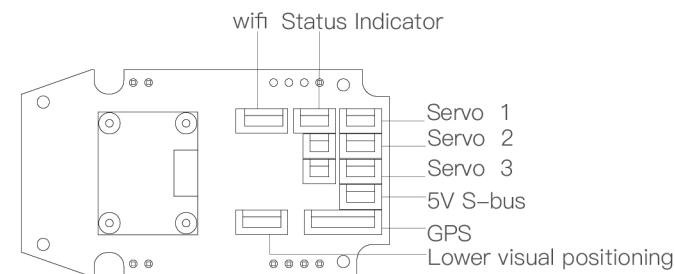 wifi Status Indicator
Servo 1
Servo 2
Servo 3
5V S-bus
GPS
Lower visual positioning